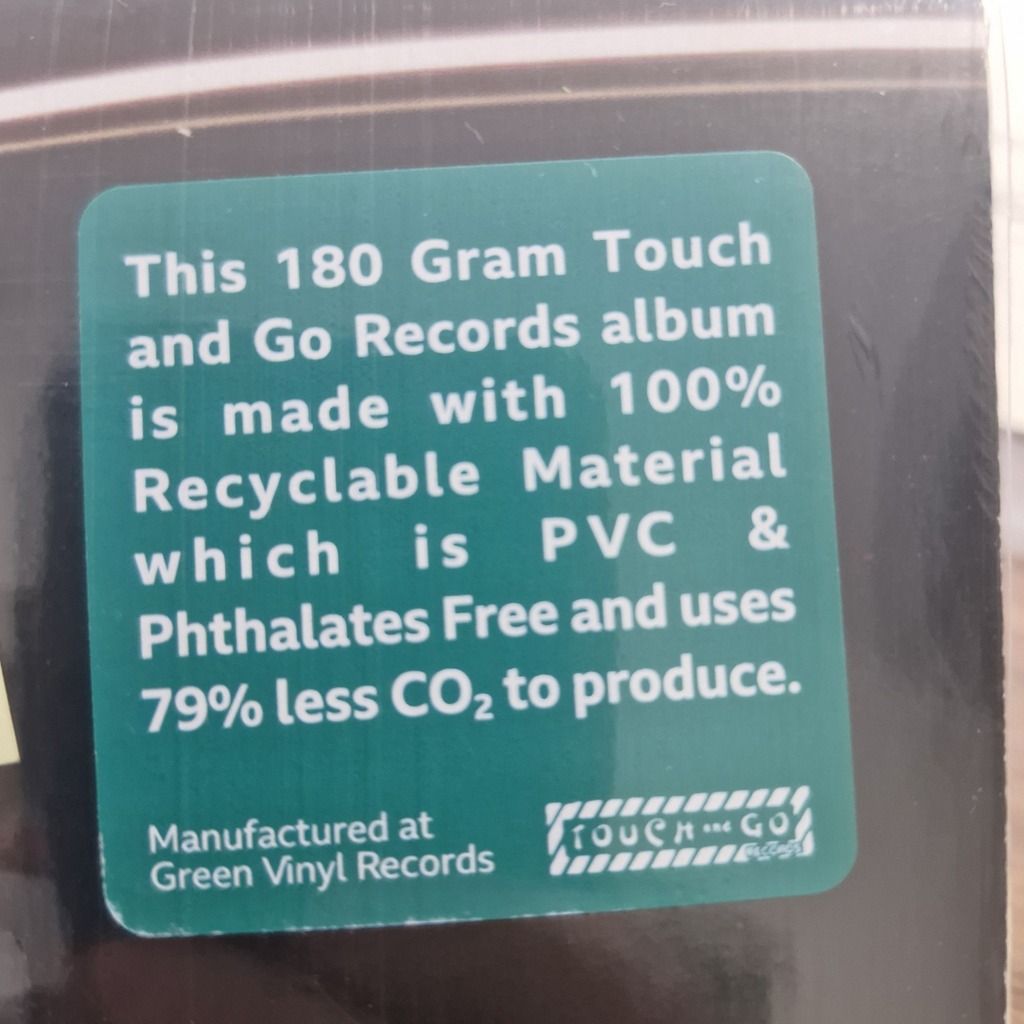 This 180 Gram Touch
and Go Records album
is made with 100%
Recyclable Material
which is PVC &
Phthalates Free and uses
79% less CO₂ to produce.
Manufactured at
Green Vinyl Records
TOUCH and GO
RECORDS